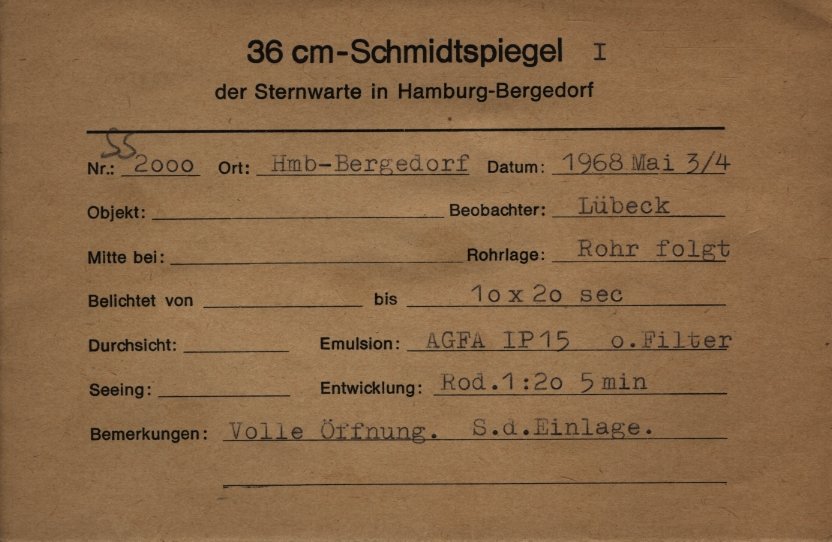 36 cm-Schmidtspiegel I
der Sternwarte in Hamburg-Bergedorf
SS
Nr.: 2000 Ort: Hmb-Bergedorf Datum: 1968 Mai 3/4
Objekt: Beobachter: Lübeck
Mitte bei: Rohrlage: Rohr folgt
Belichtet von bis 10 x 20 sec
Durchsicht: Emulsion: AGFA IP15 o.Filter
Seeing: Entwicklung: Rod.1:20 5 min
Bemerkungen: Volle Öffnung. S.d.Einlage.